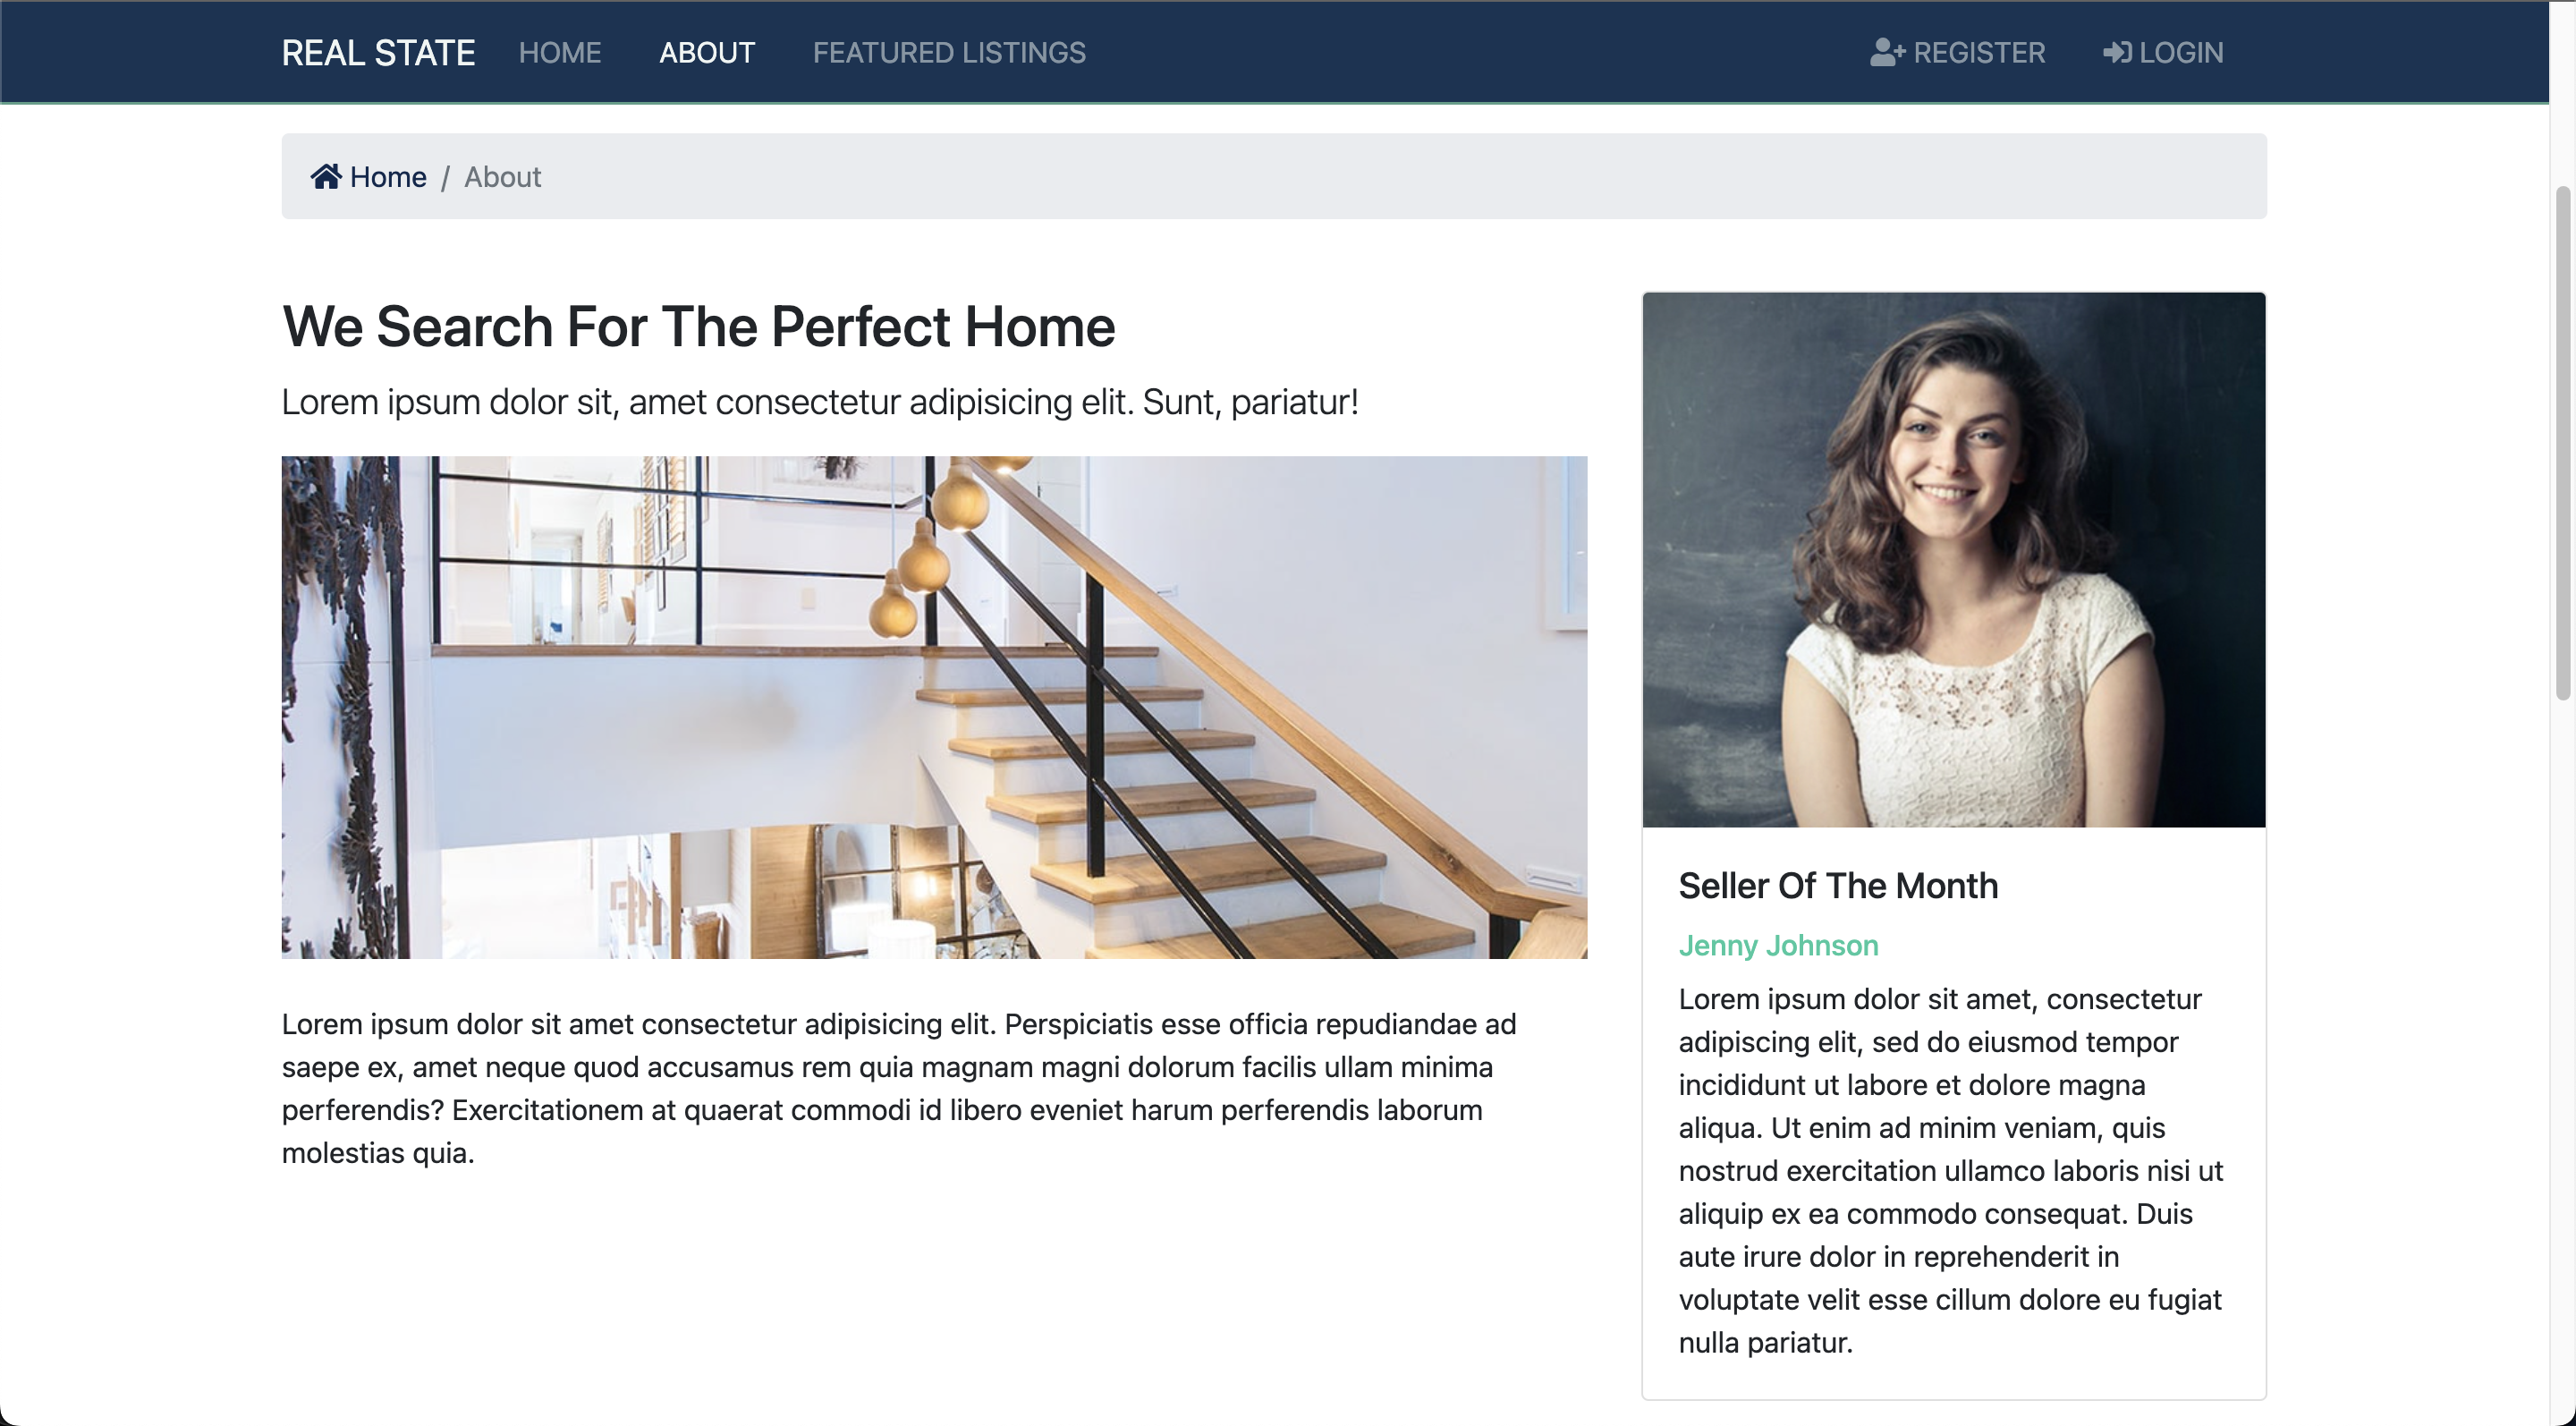 REAL STATE HOME ABOUT FEATURED LISTINGS REGISTER LOGIN
Home / About
We Search For The Perfect Home
Lorem ipsum dolor sit, amet consectetur adipisicing elit. Sunt, pariatur!
Lorem ipsum dolor sit amet consectetur adipisicing elit. Perspiciatis esse officia repudiandae ad
saepe ex, amet neque quod accusamus rem quia magnam magni dolorum facilis ullam minima
perferendis? Exercitationem at quaerat commodi id libero eveniet harum perferendis laborum
molestias quia.
Seller Of The Month
Jenny Johnson
Lorem ipsum dolor sit amet, consectetur
adipiscing elit, sed do eiusmod tempor
incididunt ut labore et dolore magna
aliqua. Ut enim ad minim veniam, quis
nostrud exercitation ullamco laboris nisi ut
aliquip ex ea commodo consequat. Duis
aute irure dolor in reprehenderit in
voluptate velit esse cillum dolore eu fugiat
nulla pariatur.